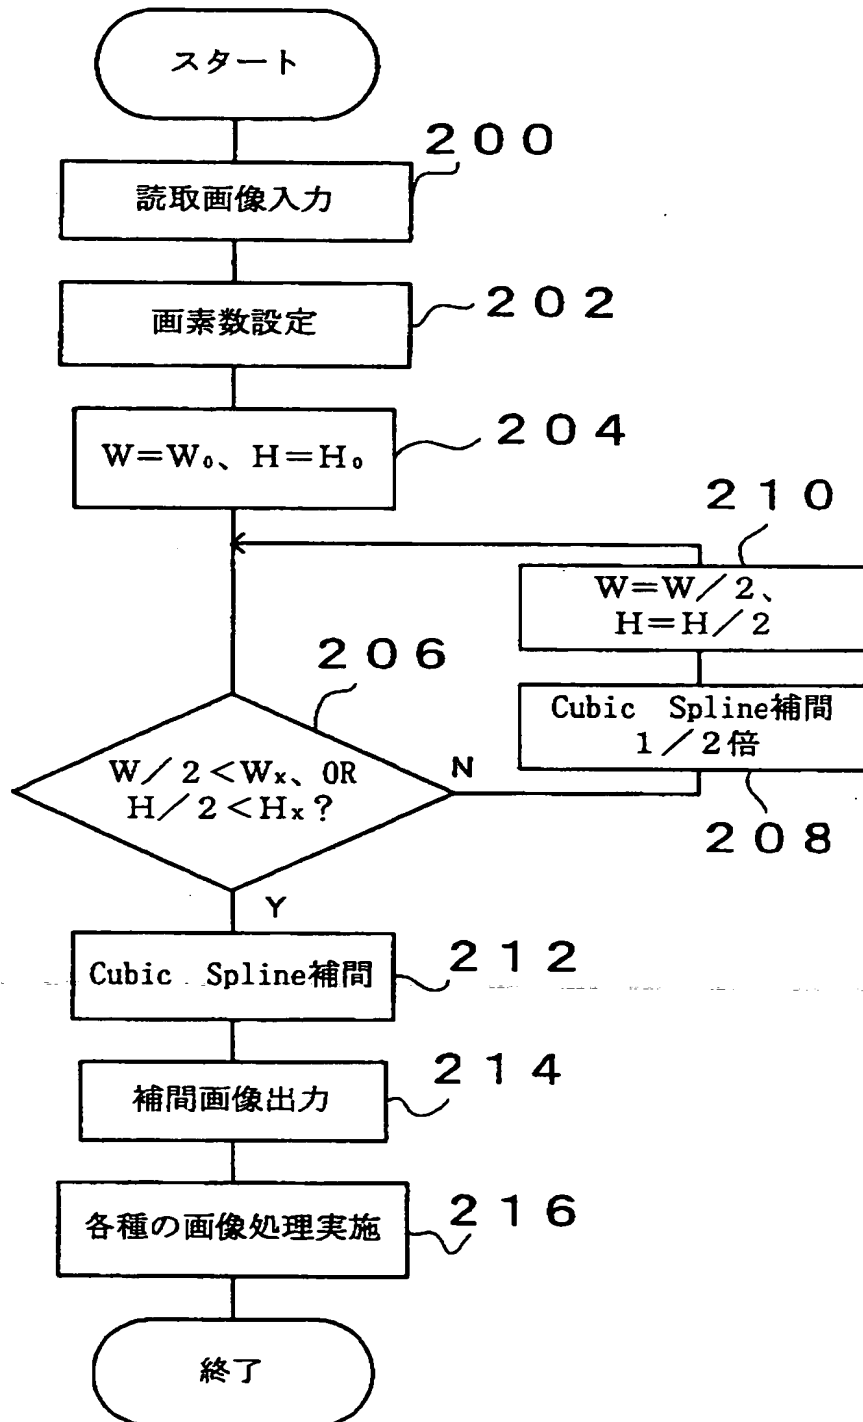 スタート
２００
読取画像入力
２０２
画素数設定
２０４
Ｗ＝Ｗ₀、Ｈ＝Ｈ₀
２１０
Ｗ＝Ｗ／２、
Ｈ＝Ｈ／２
２０６
Cubic　Spline補間
１／２倍
Ｗ／２＜Ｗₓ、OR
Ｈ／２＜Ｈₓ？
N
２０８
Y
２１２
Cubic　Spline補間
２１４
補間画像出力
２１６
各種の画像処理実施
終了